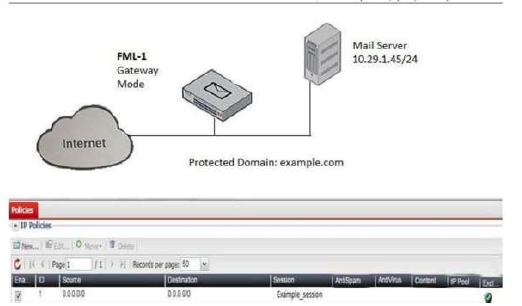 FML-1
Gateway
Mode
Mail Server
10.29.1.45/24
Internet
Protected Domain: example.com
Policies
IP Policies
New... Edit... Move Delete
Page 1 / 1 Records per page: 50
Ena ID Source Destination Session AntiSpam AntiVirus Content IP Pool
1 0.0.0.0/0 0.0.0.0/0 Example_session